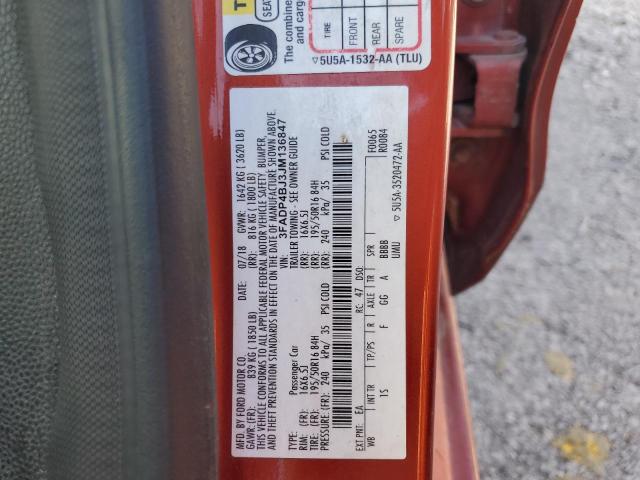 The combine
and cargo
SEAT
TIRE
FRONT
REAR
SPARE
5U5A-1532-AA (TLU)
MFD. BY FORD MOTOR CO.
DATE: 07/18 GVWR: 1642 KG ( 3620 LB)
GAWR: (FR): 839 KG ( 1850 LB) (RR): 816 KG ( 1800 LB)
THIS VEHICLE CONFORMS TO ALL APPLICABLE FEDERAL MOTOR VEHICLE SAFETY, BUMPER,
AND THEFT PREVENTION STANDARDS IN EFFECT ON THE DATE OF MANUFACTURE SHOWN ABOVE.
VIN: 3FADP4BJ3JM136847
TYPE: Passenger Car TRAILER TOWING - SEE OWNER GUIDE
RIM: (FR): 16X6.5J (RR): 16X6.5J
TIRE: (FR): 195/50R16 84H (RR): 195/50R16 84H
PRESSURE: (FR): 240 kPa/ 35 PSI COLD (RR): 240 kPa/ 35 PSI COLD
EXT PNT: EA RC: 47 DSO: F0065
R0084
WB INT TR TP/PS R AXLE TR SPR
1S F GG A BBBB
UMU 5U5A-3520472-AA